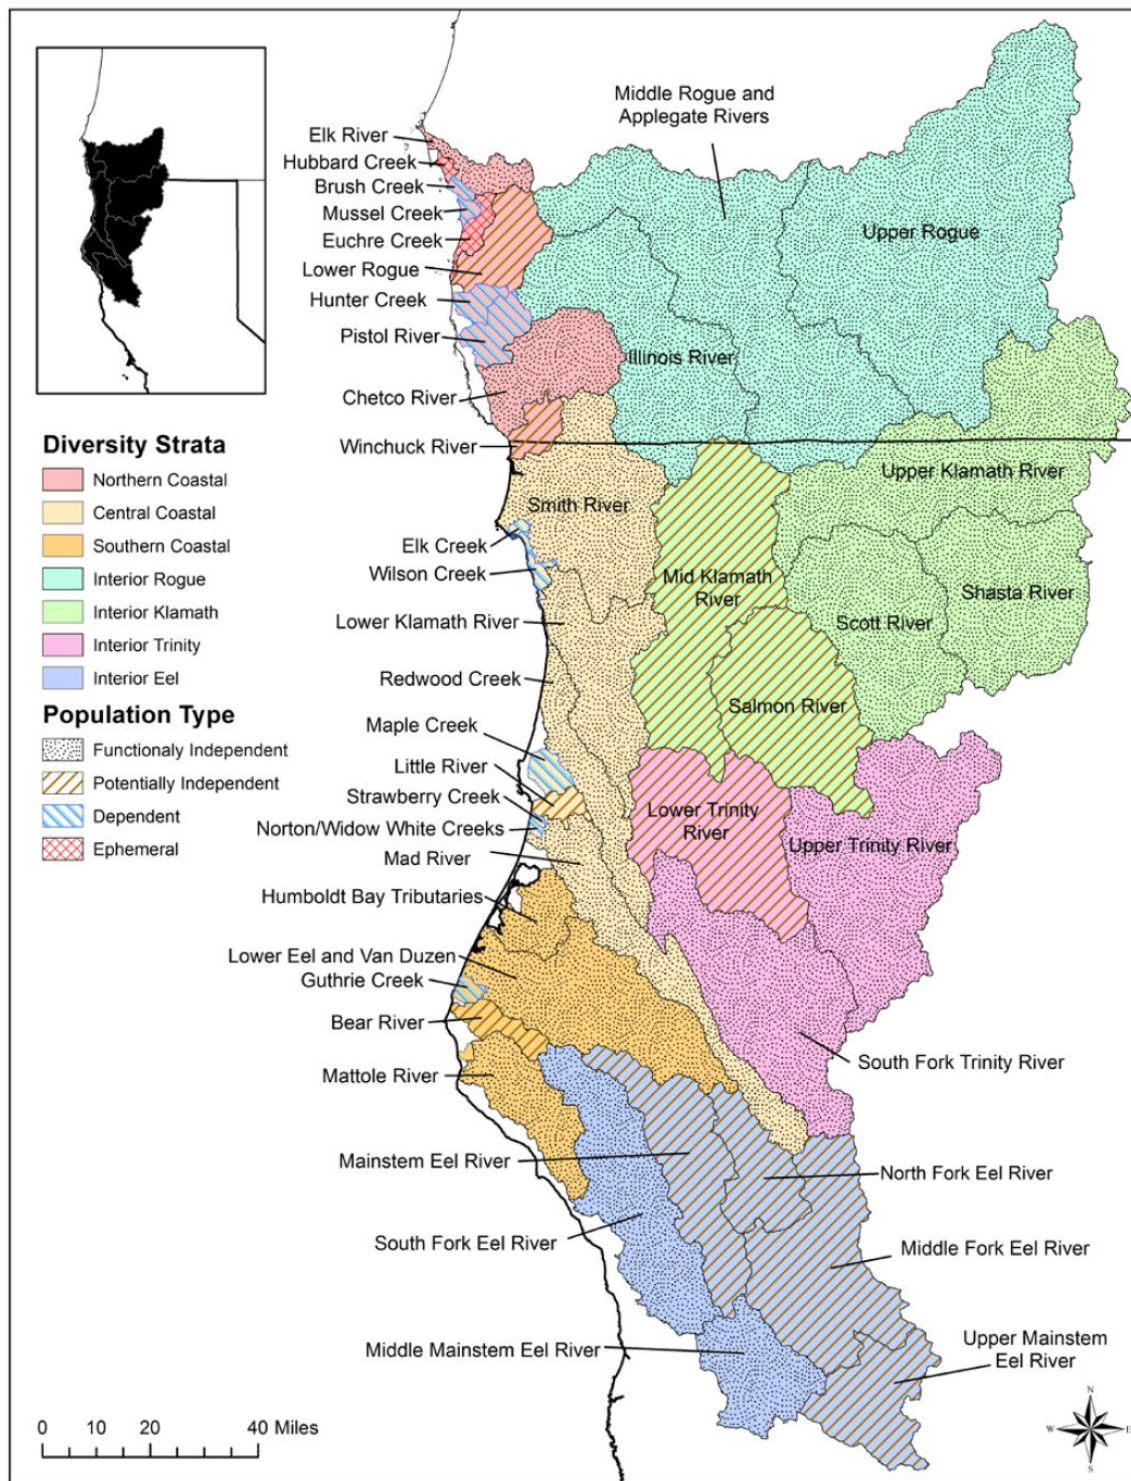 Middle Rogue and
Applegate Rivers
Elk River
Hubbard Creek
Brush Creek
Mussel Creek
Euchre Creek
Upper Rogue
Lower Rogue
Hunter Creek
Pistol River
Illinois River
Chetco River
Winchuck River
Diversity Strata
Northern Coastal
Central Coastal
Southern Coastal
Interior Rogue
Interior Klamath
Interior Trinity
Interior Eel
Population Type
Functionaly Independent
Potentially Independent
Dependent
Ephemeral
Upper Klamath River
Smith River
Elk Creek
Wilson Creek
Mid Klamath
River
Shasta River
Scott River
Lower Klamath River
Redwood Creek
Salmon River
Maple Creek
Little River
Strawberry Creek
Norton/Widow White Creeks
Mad River
Lower Trinity
River
Upper Trinity River
Humboldt Bay Tributaries
Lower Eel and Van Duzen
Guthrie Creek
Bear River
South Fork Trinity River
Mattole River
Mainstem Eel River
North Fork Eel River
South Fork Eel River
Middle Fork Eel River
Middle Mainstem Eel River
Upper Mainstem
Eel River
0 10 20 40 Miles
N
W E
S